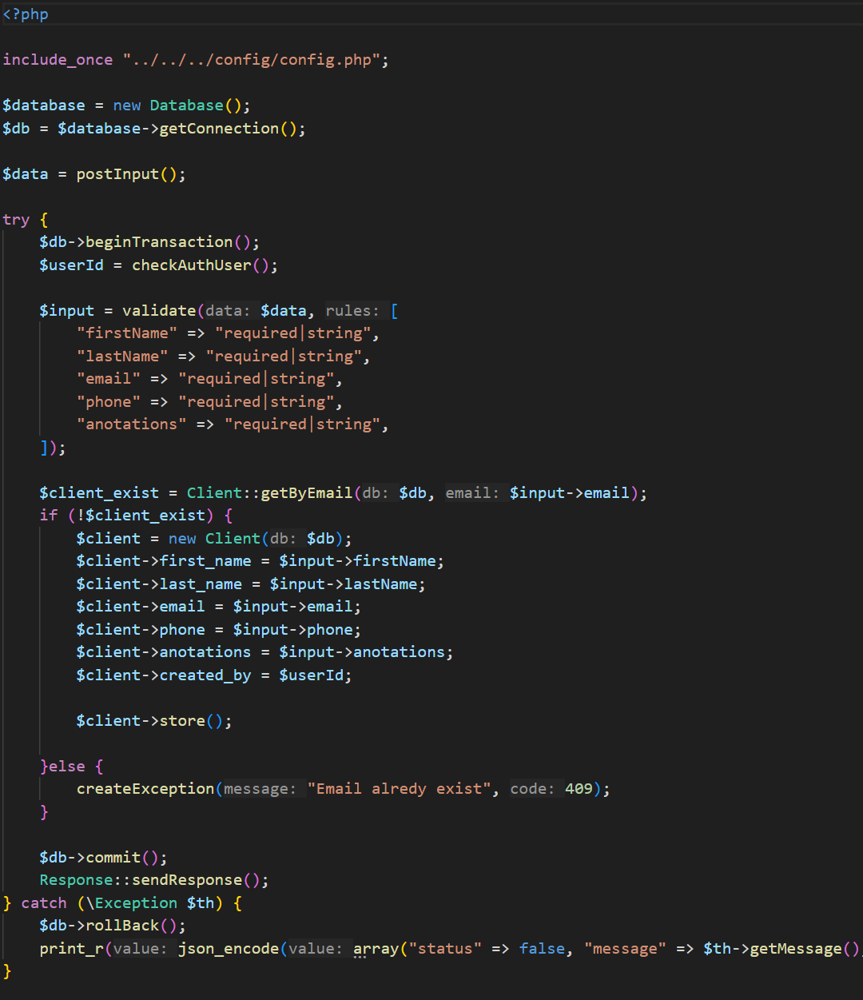 <?php
include_once "../../../config/config.php";
$database = new Database();
$db = $database->getConnection();
$data = postInput();
try {
$db->beginTransaction();
$userId = checkAuthUser();
$input = validate(data: $data, rules: [
"firstName" => "required|string",
"lastName" => "required|string",
"email" => "required|string",
"phone" => "required|string",
"anotations" => "required|string",
]);
$client_exist = Client::getByEmail(db: $db, email: $input->email);
if (!$client_exist) {
$client = new Client(db: $db);
$client->first_name = $input->firstName;
$client->last_name = $input->lastName;
$client->email = $input->email;
$client->phone = $input->phone;
$client->anotations = $input->anotations;
$client->created_by = $userId;
$client->store();
}else {
createException(message: "Email alredy exist", code: 409);
}
$db->commit();
Response::sendResponse();
} catch (\Exception $th) {
$db->rollBack();
print_r(value: json_encode(value: array("status" => false, "message" => $th->getMessage()
}